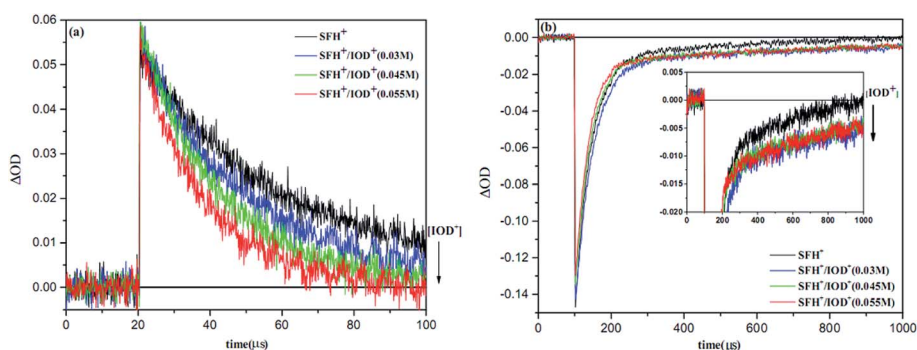 (a)
SFH⁺
SFH⁺/IOD⁺(0.03M)
SFH⁺/IOD⁺(0.045M)
SFH⁺/IOD⁺(0.055M)
[IOD⁺]
ΔOD
0.06
0.05
0.04
0.03
0.02
0.01
0.00
0 20 40 60 80 100
time(μs)
(b)
ΔOD
0.00
-0.02
-0.04
-0.06
-0.08
-0.10
-0.12
-0.14
0 200 400 600 800 1000
time(μs)
0.005
0.000
-0.005
-0.010
-0.015
-0.020
0 200 400 600 800 1000
[IOD⁺]
SFH⁺
SFH⁺/IOD⁺(0.03M)
SFH⁺/IOD⁺(0.045M)
SFH⁺/IOD⁺(0.055M)